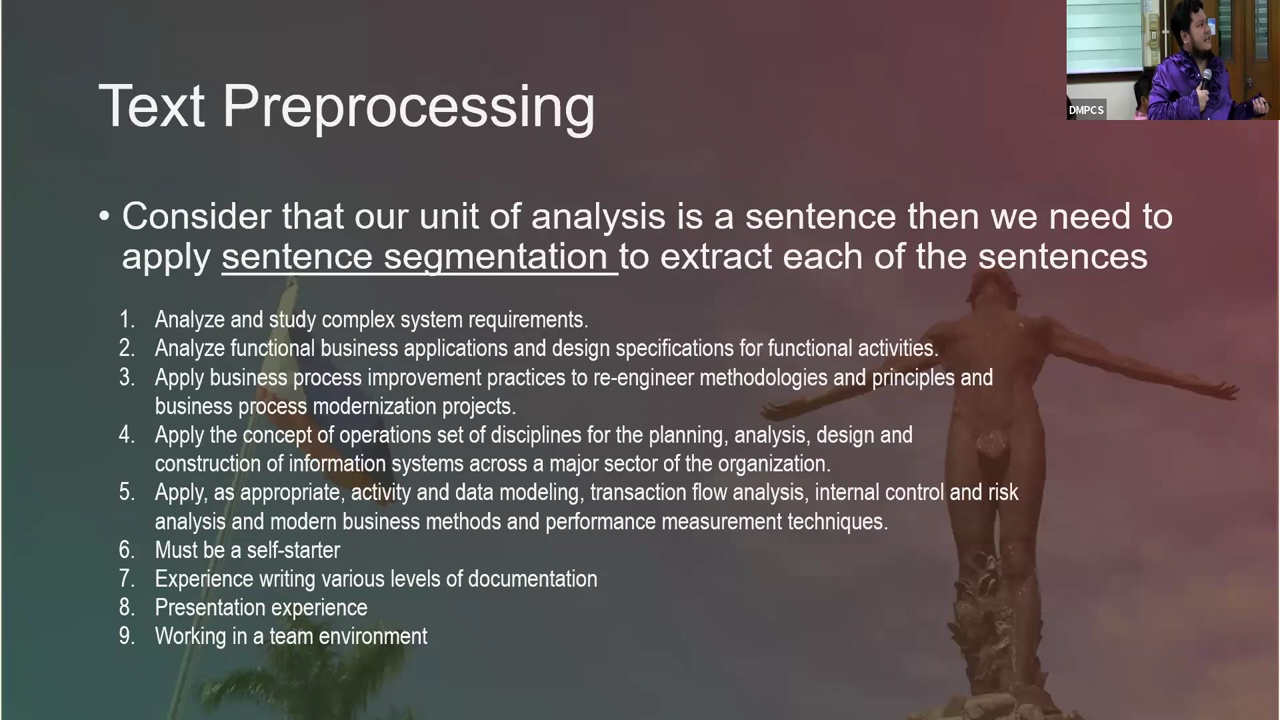 DMPCS
Text Preprocessing
• Consider that our unit of analysis is a sentence then we need to
apply sentence segmentation to extract each of the sentences
1. Analyze and study complex system requirements.
2. Analyze functional business applications and design specifications for functional activities.
3. Apply business process improvement practices to re-engineer methodologies and principles and
business process modernization projects.
4. Apply the concept of operations set of disciplines for the planning, analysis, design and
construction of information systems across a major sector of the organization.
5. Apply, as appropriate, activity and data modeling, transaction flow analysis, internal control and risk
analysis and modern business methods and performance measurement techniques.
6. Must be a self-starter
7. Experience writing various levels of documentation
8. Presentation experience
9. Working in a team environment